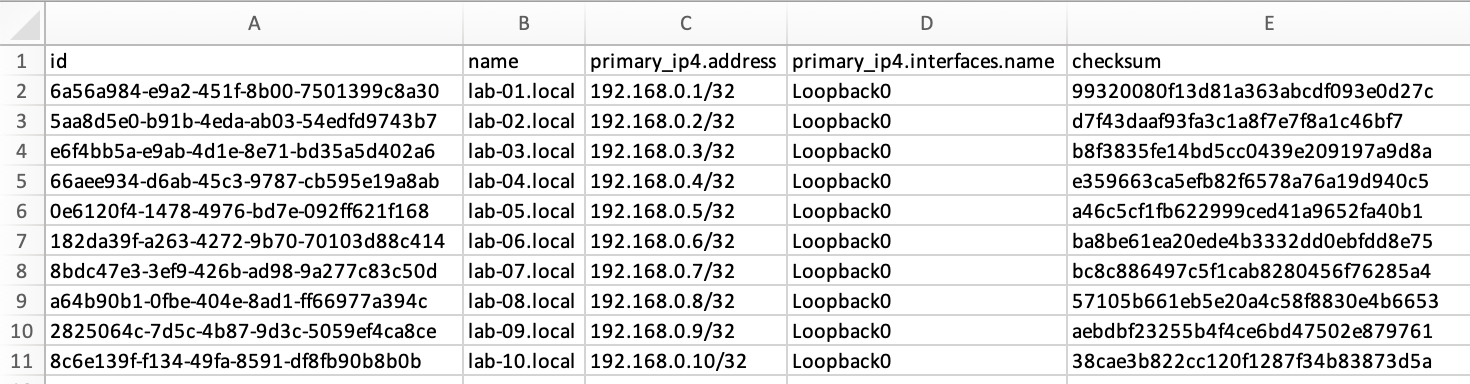 A B C D E
1 id name primary_ip4.address primary_ip4.interfaces.name checksum
2 6a56a984-e9a2-451f-8b00-7501399c8a30 lab-01.local 192.168.0.1/32 Loopback0 99320080f13d81a363abcdf093e0d27c
3 5aa8d5e0-b91b-4eda-ab03-54edfd9743b7 lab-02.local 192.168.0.2/32 Loopback0 d7f43daaf93fa3c1a8f7e7f8a1c46bf7
4 e6f4bb5a-e9ab-4d1e-8e71-bd35a5d402a6 lab-03.local 192.168.0.3/32 Loopback0 b8f3835fe14bd5cc0439e209197a9d8a
5 66aee934-d6ab-45c3-9787-cb595e19a8ab lab-04.local 192.168.0.4/32 Loopback0 e359663ca5efb82f6578a76a19d940c5
6 0e6120f4-1478-4976-bd7e-092ff621f168 lab-05.local 192.168.0.5/32 Loopback0 a46c5cf1fb622999ced41a9652fa40b1
7 182da39f-a263-4272-9b70-70103d88c414 lab-06.local 192.168.0.6/32 Loopback0 ba8be61ea20ede4b3332dd0ebfdd8e75
8 8bdc47e3-3ef9-426b-ad98-9a277c83c50d lab-07.local 192.168.0.7/32 Loopback0 bc8c886497c5f1cab8280456f76285a4
9 a64b90b1-0fbe-404e-8ad1-ff66977a394c lab-08.local 192.168.0.8/32 Loopback0 57105b661eb5e20a4c58f8830e4b6653
10 2825064c-7d5c-4b87-9d3c-5059ef4ca8ce lab-09.local 192.168.0.9/32 Loopback0 aebdbf23255b4f4ce6bd47502e879761
11 8c6e139f-f134-49fa-8591-df8fb90b8b0b lab-10.local 192.168.0.10/32 Loopback0 38cae3b822cc120f1287f34b83873d5a